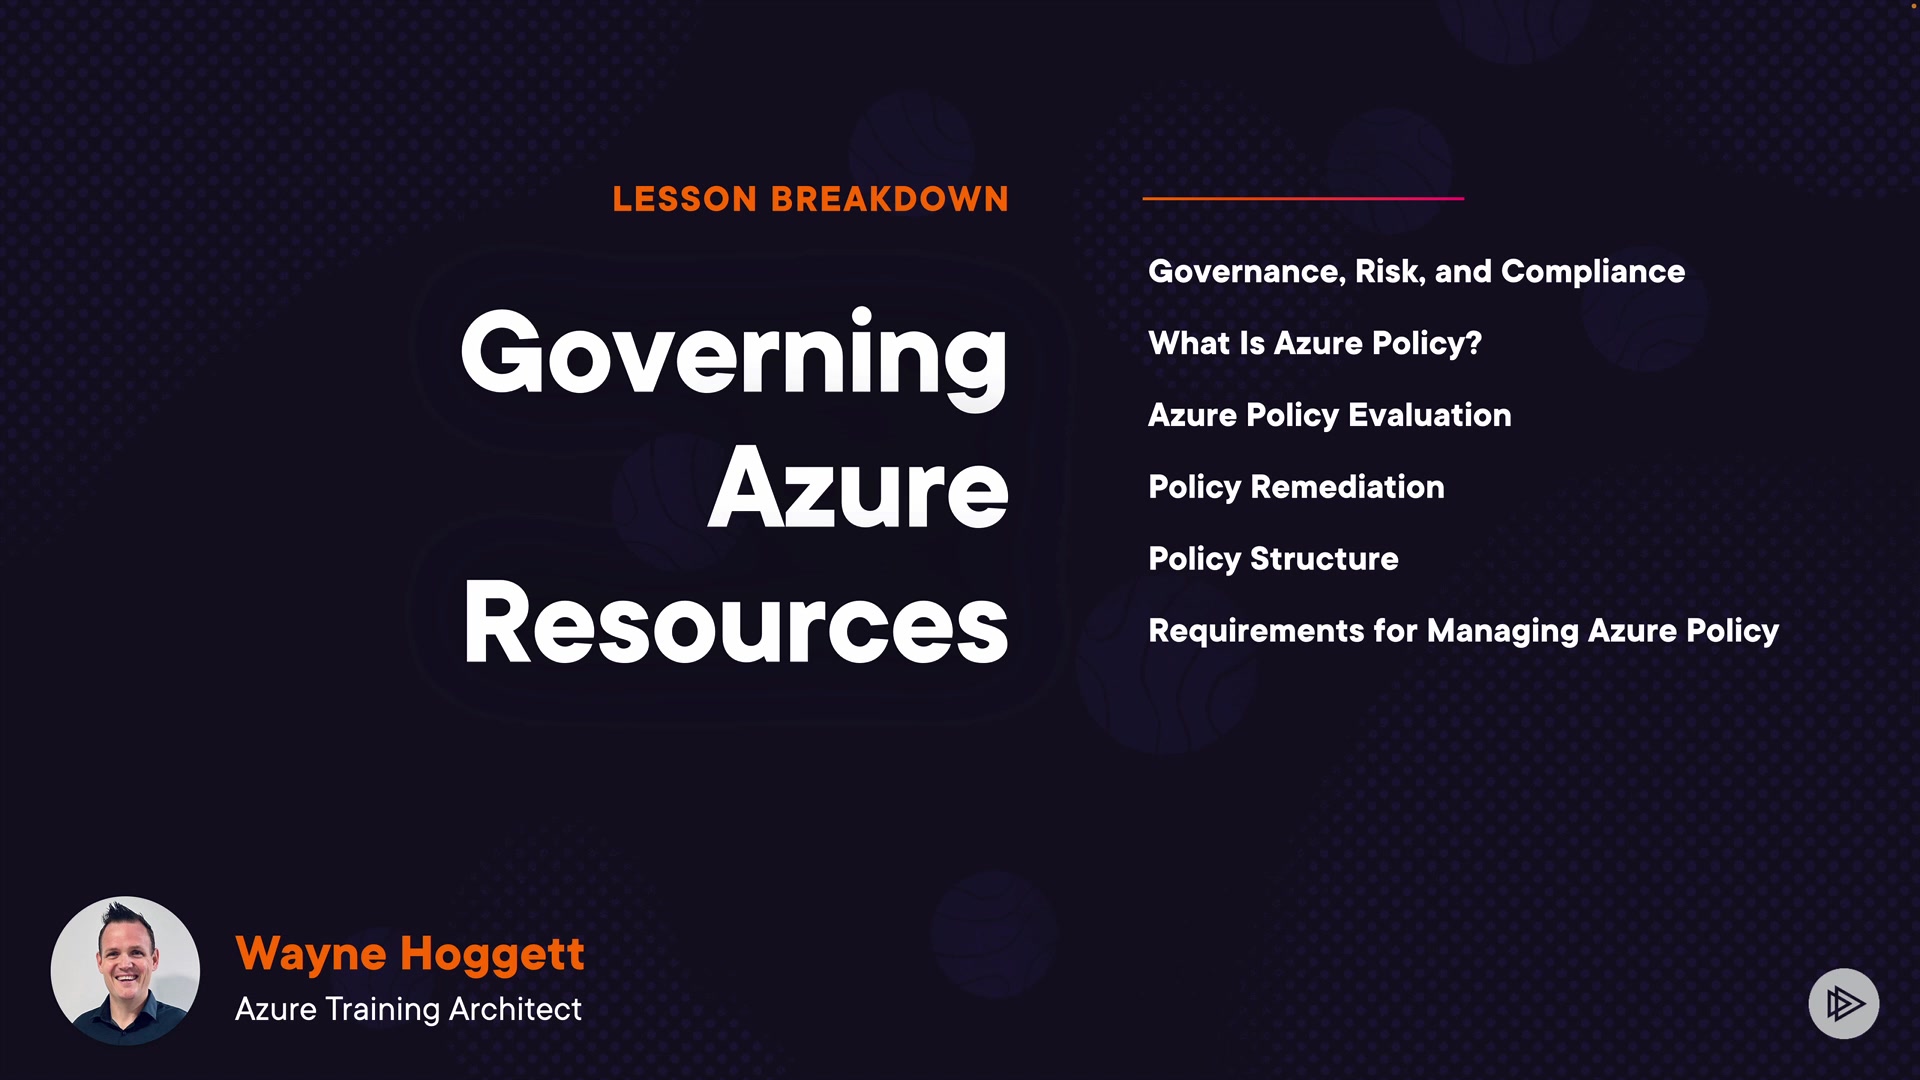 LESSON BREAKDOWN
Governing
Azure
Resources
Governance, Risk, and Compliance
What Is Azure Policy?
Azure Policy Evaluation
Policy Remediation
Policy Structure
Requirements for Managing Azure Policy
Wayne Hoggett
Azure Training Architect